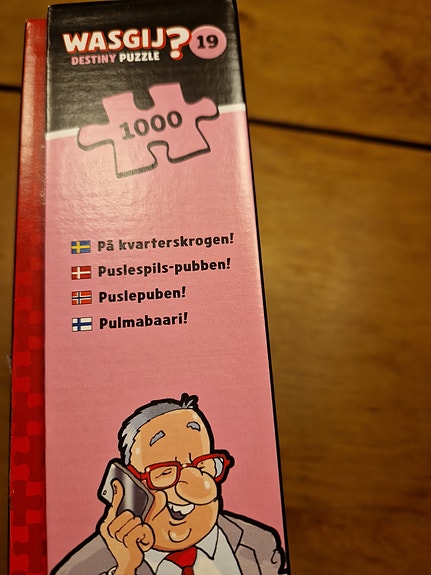 WASGIJ? 19
DESTINY PUZZLE
1000
På kvarterskrogen!
Puslespils-pubben!
Puslepuben!
Pulmabaari!